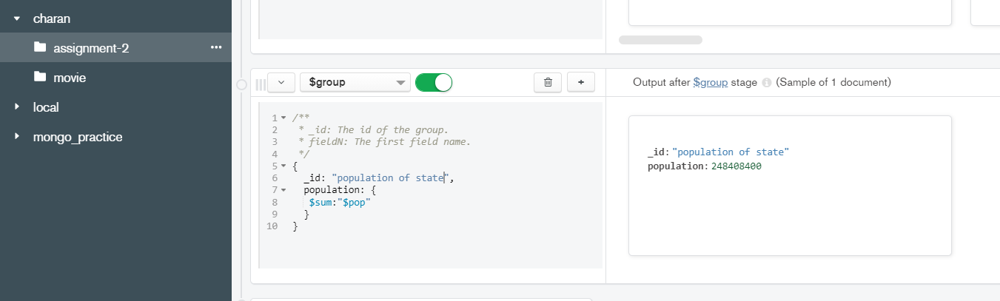 charan
assignment-2
movie
local
mongo_practice
$group
Output after $group stage (Sample of 1 document)
1 /**
2 * _id: The id of the group.
3 * fieldN: The first field name.
4 */
5 {
6 _id: "population of state",
7 population: {
8 $sum:"$pop"
9 }
10 }
_id: "population of state"
population: 248408400